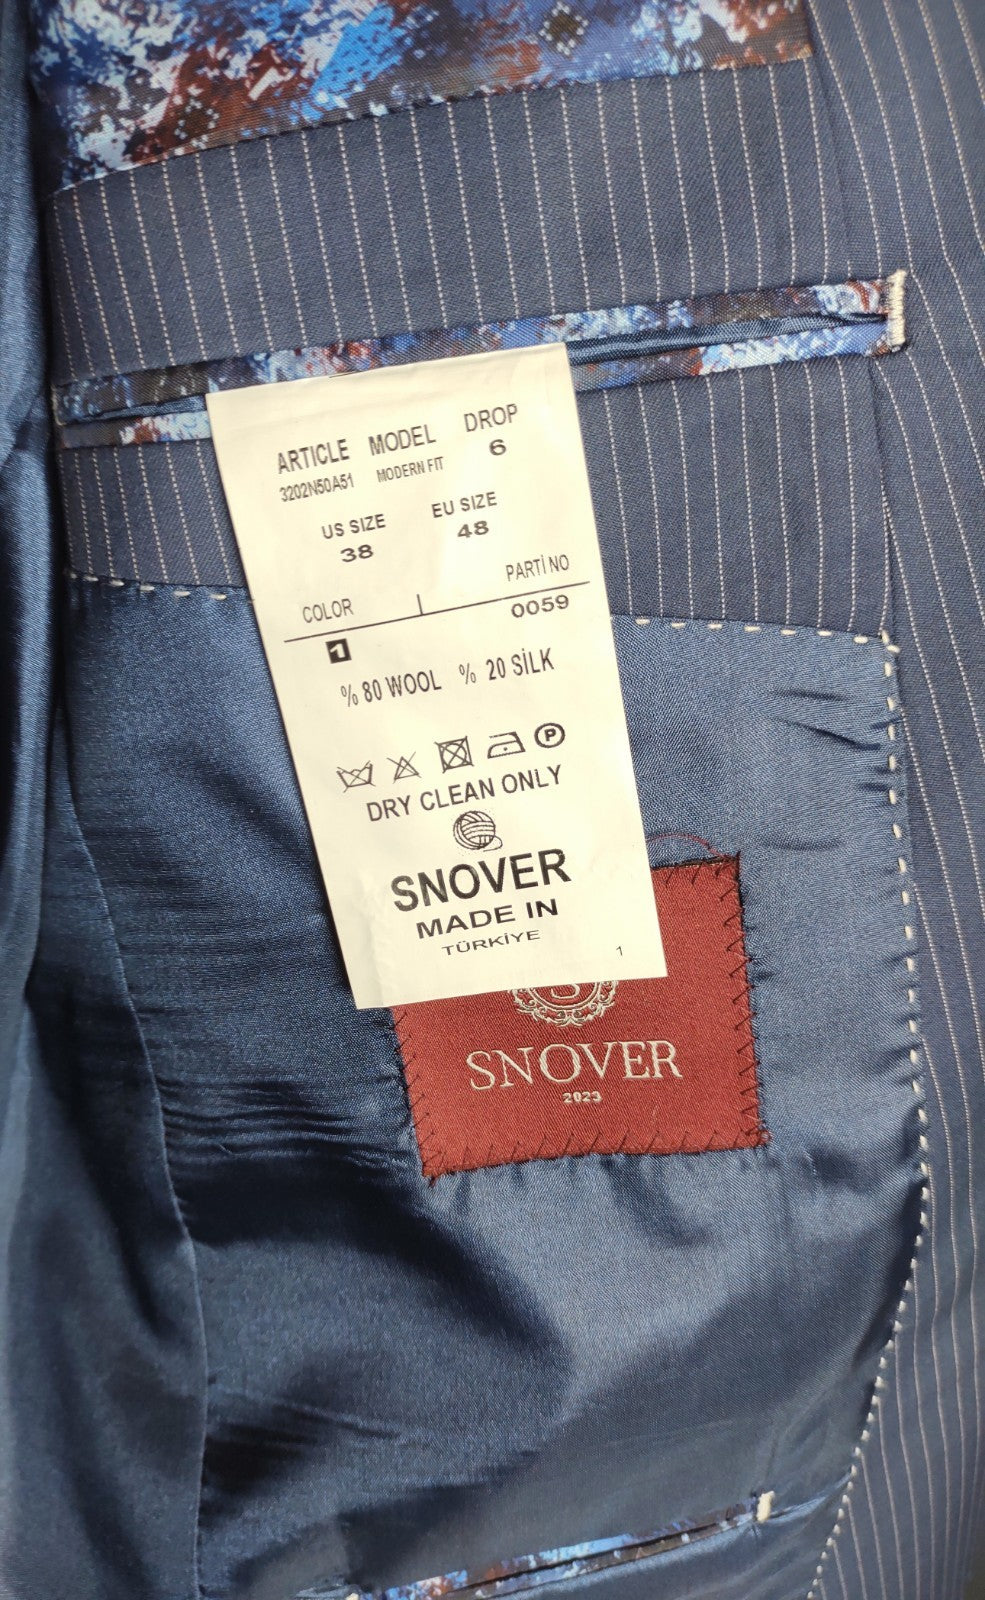 ARTICLE MODEL DROP
3202N50A51 MODERN FIT 6
US SIZE EU SIZE
38 48
PARTİ NO
COLOR 0059
1
% 80 WOOL % 20 SİLK
P
DRY CLEAN ONLY
SNOVER
MADE IN
TÜRKİYE
1
S
SNOVER
2023